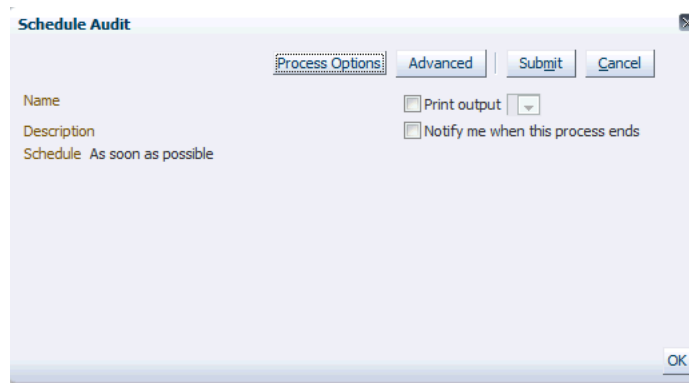 Schedule Audit
Process Options Advanced Submit Cancel
Name Print output
Description Notify me when this process ends
Schedule As soon as possible
OK